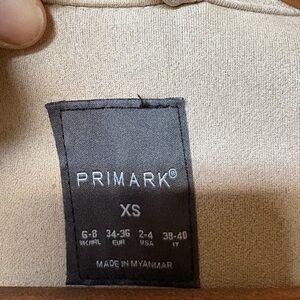 PRIMARK®
XS
6-8 34-36 2-4 38-40
UK/IRL EUR USA IT
MADE IN MYANMAR